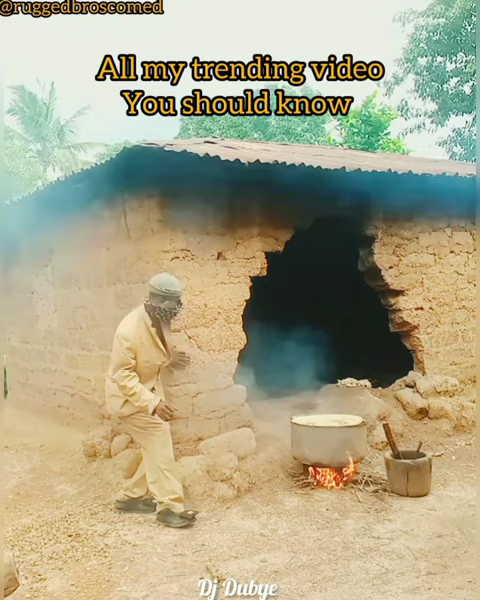 @ruggedbroscomed
All my trending video
You should know
Dj Dubye